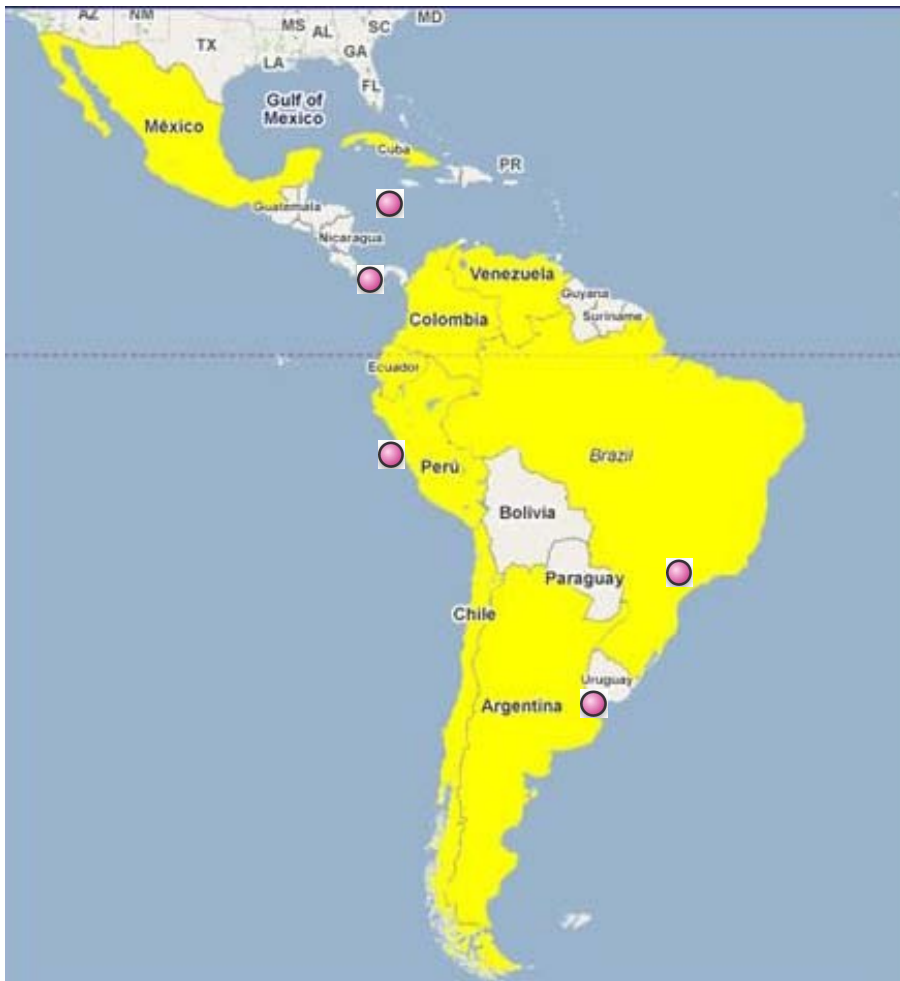 AZ
NM
MS
AL
SC
MD
TX
GA
LA
FL
Gulf of
Mexico
México
Cuba
PR
Guatemala
Nicaragua
Venezuela
Guyana
Colombia
Suriname
Ecuador
Brazil
Perú
Bolivia
Paraguay
Chile
Uruguay
Argentina